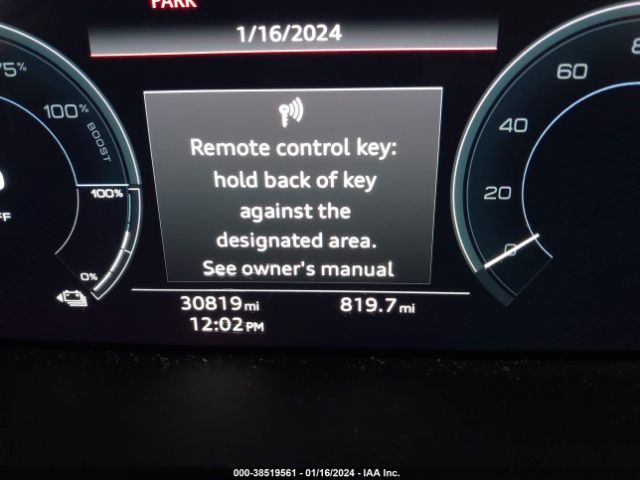 PARK
1/16/2024
75%
100%
BOOST
100%
0%
FF
Remote control key:
hold back of key
against the
designated area.
See owner's manual
30819 mi
819.7 mi
12:02 PM
0
20
40
60
8
000-38519561 - 01/16/2024 - IAA Inc.